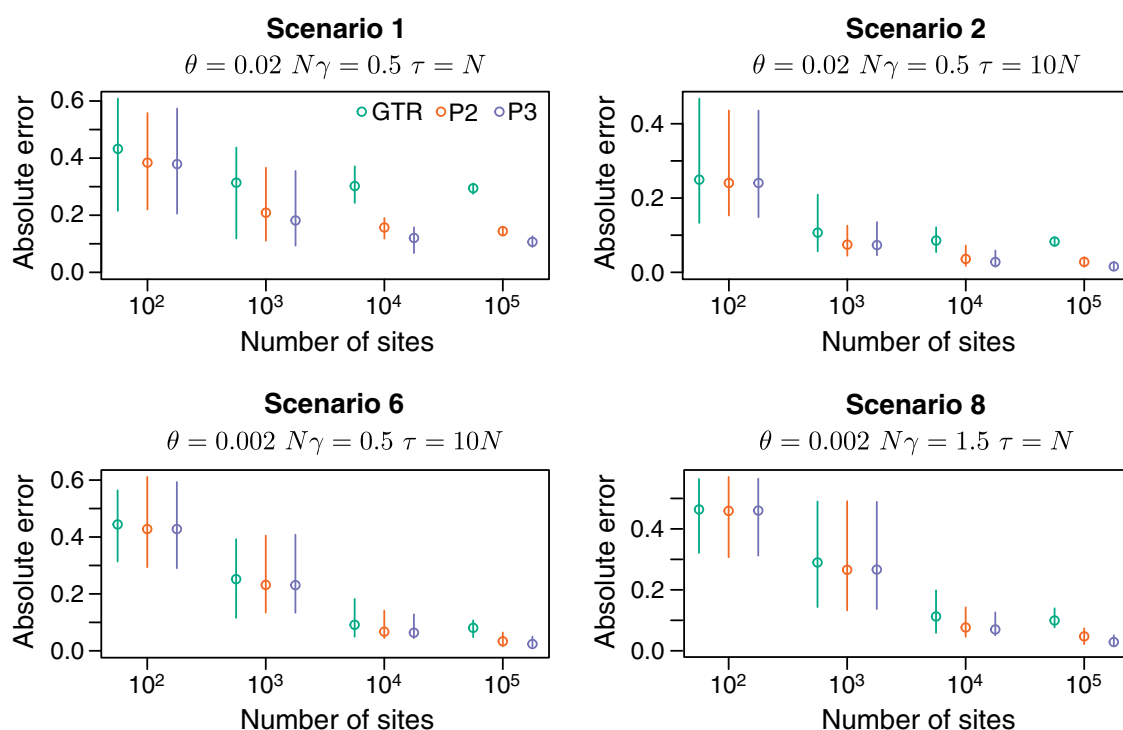 Scenario 1
θ = 0.02 Nγ = 0.5 τ = N
Absolute error
0.6
0.4
0.2
0.0
GTR P2 P3
10² 10³ 10⁴ 10⁵
Number of sites
Scenario 2
θ = 0.02 Nγ = 0.5 τ = 10N
Absolute error
0.4
0.2
0.0
10² 10³ 10⁴ 10⁵
Number of sites
Scenario 6
θ = 0.002 Nγ = 0.5 τ = 10N
Absolute error
0.6
0.4
0.2
0.0
10² 10³ 10⁴ 10⁵
Number of sites
Scenario 8
θ = 0.002 Nγ = 1.5 τ = N
Absolute error
0.4
0.2
0.0
10² 10³ 10⁴ 10⁵
Number of sites